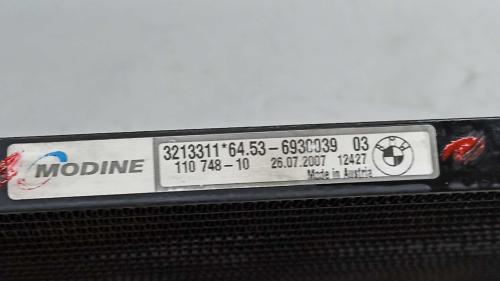 MODINE
3213311*64.53-6930039 03
110 748-10 26.07.2007 12427
Made in Austria